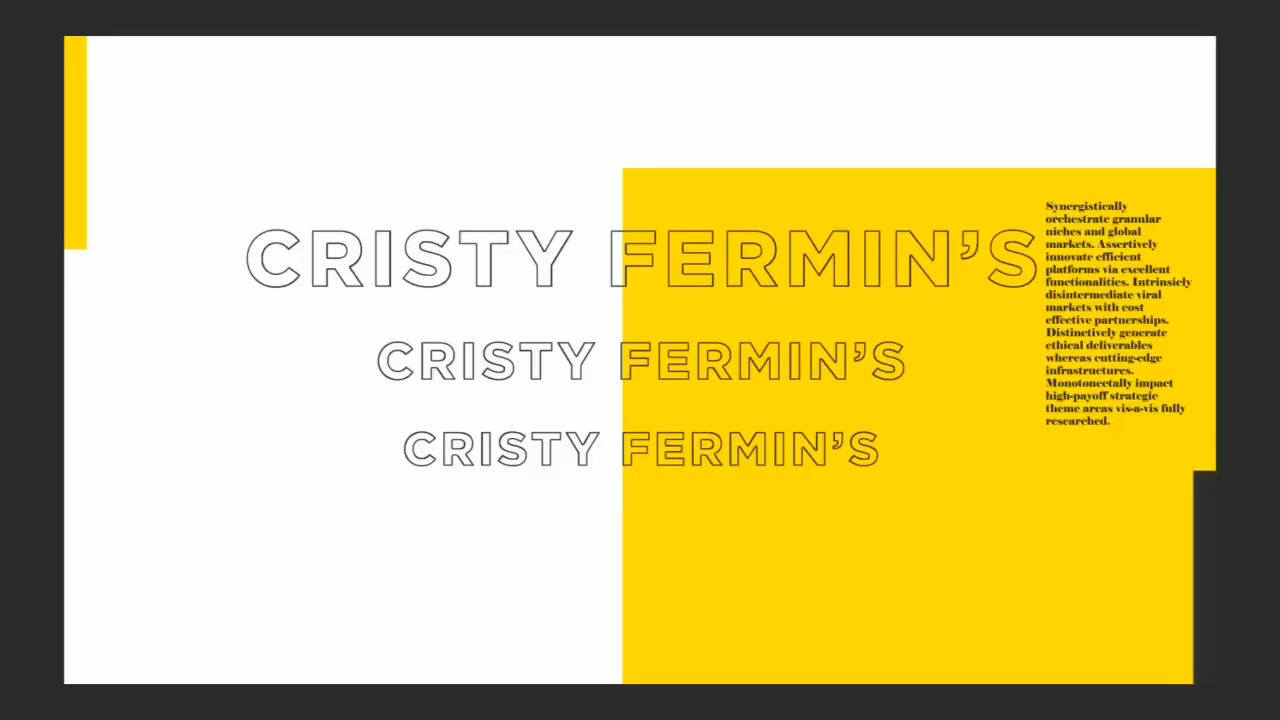 CRISTY FERMIN’S
CRISTY FERMIN’S
CRISTY FERMIN’S
Synergistically
orchestrate granular
niches and global
markets. Assertively
innovate efficient
platforms via excellent
functionalities. Intrinsicly
disintermediate viral
markets with cost
effective partnerships.
Distinctively generate
ethical deliverables
whereas cutting-edge
infrastructures.
Monotonectally impact
high-payoff strategic
theme areas vis-a-vis fully
researched.